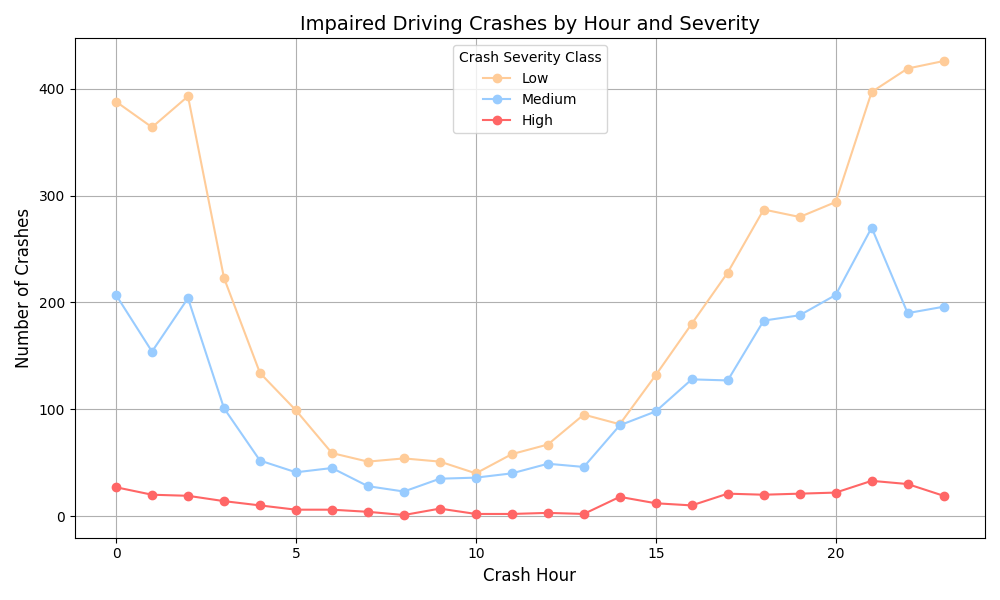 Impaired Driving Crashes by Hour and Severity
Crash Severity Class
Low
Medium
High
Number of Crashes
400
300
200
100
0
0 5 10 15 20
Crash Hour